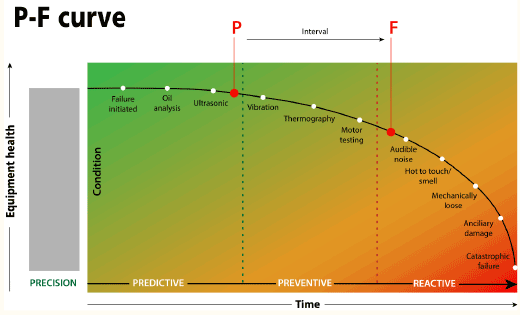 P-F curve
P
Interval
F
Failure
initiated
Oil
analysis
Ultrasonic
Vibration
Thermography
Motor
testing
Audible
noise
Hot to touch/
smell
Mechanically
loose
Ancillary
damage
Catastrophic
failure
Equipment health
Condition
PRECISION
PREDICTIVE
PREVENTIVE
REACTIVE
Time